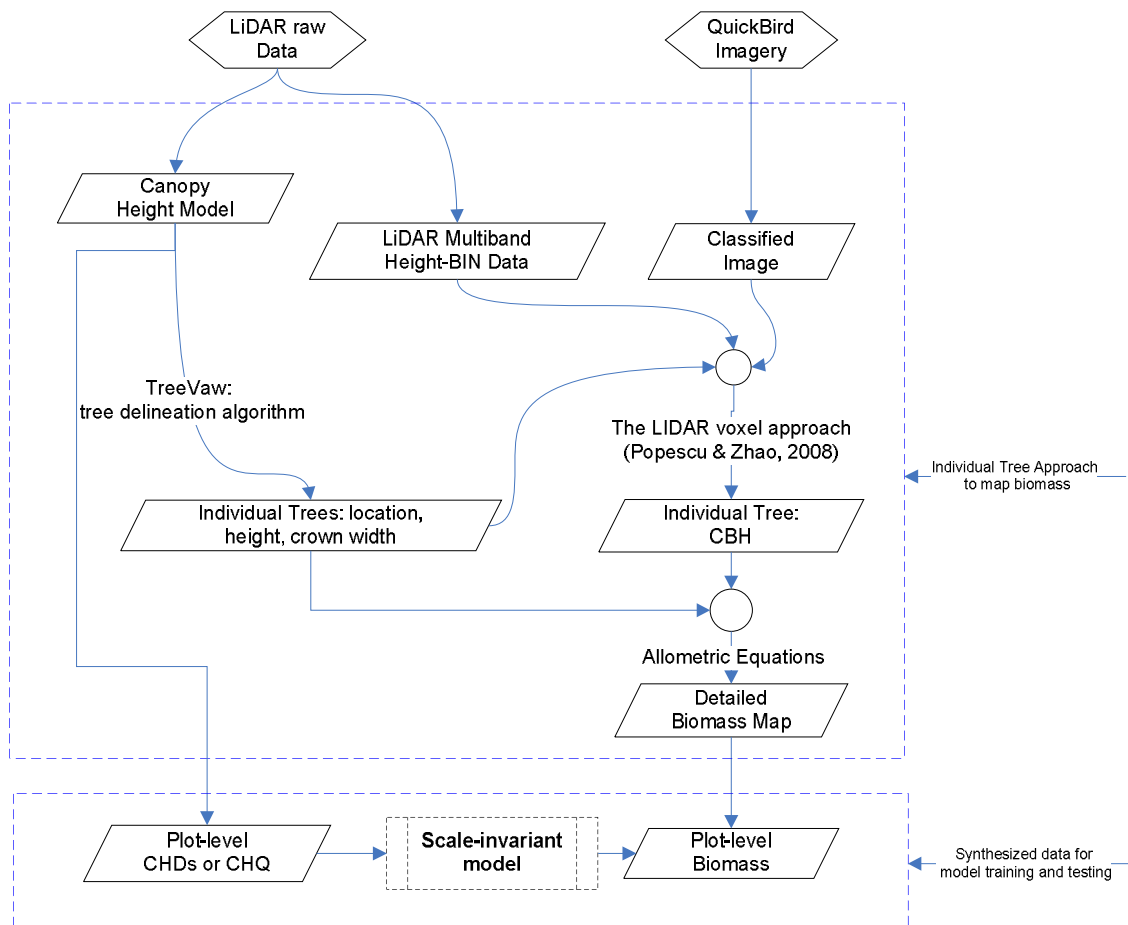 LiDAR raw
Data
QuickBird
Imagery
Canopy
Height Model
LiDAR Multiband
Height-BIN Data
Classified
Image
TreeVaw:
tree delineation algorithm
The LIDAR voxel approach
(Popescu & Zhao, 2008)
Individual Tree Approach
to map biomass
Individual Trees: location,
height, crown width
Individual Tree:
CBH
Allometric Equations
Detailed
Biomass Map
Plot-level
CHDs or CHQ
Scale-invariant
model
Plot-level
Biomass
Synthesized data for
model training and testing